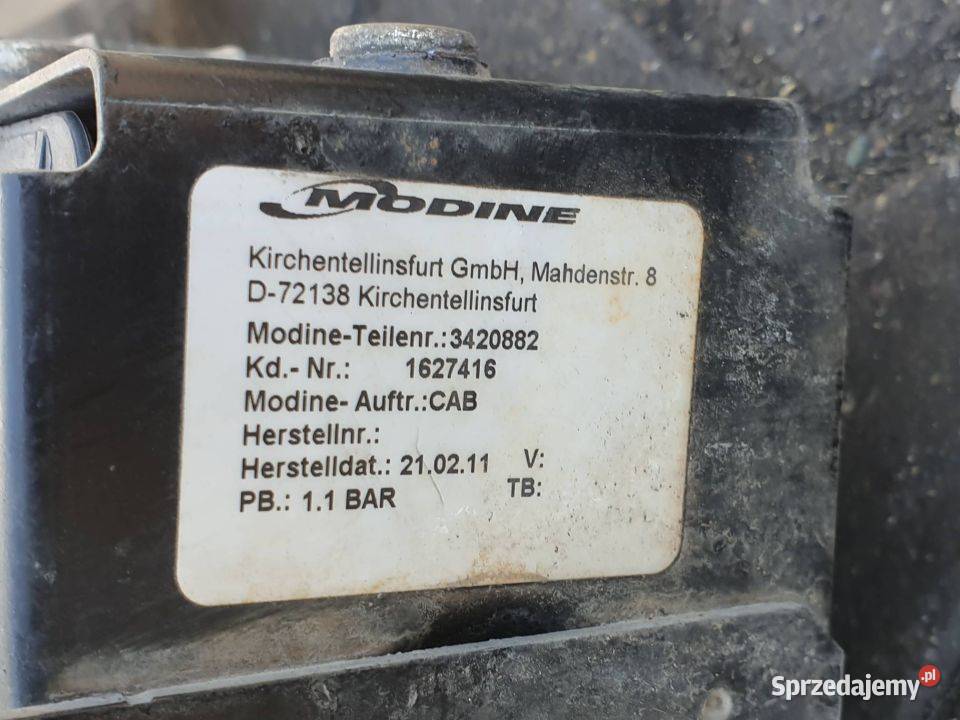 MODINE
Kirchentellinsfurt GmbH, Mahdenstr. 8
D-72138 Kirchentellinsfurt
Modine-Teilenr.:3420882
Kd.- Nr.: 1627416
Modine- Auftr.:CAB
Herstellnr.:
Herstelldat.: 21.02.11 V:
PB.: 1.1 BAR TB:
Sprzedajemy.pl